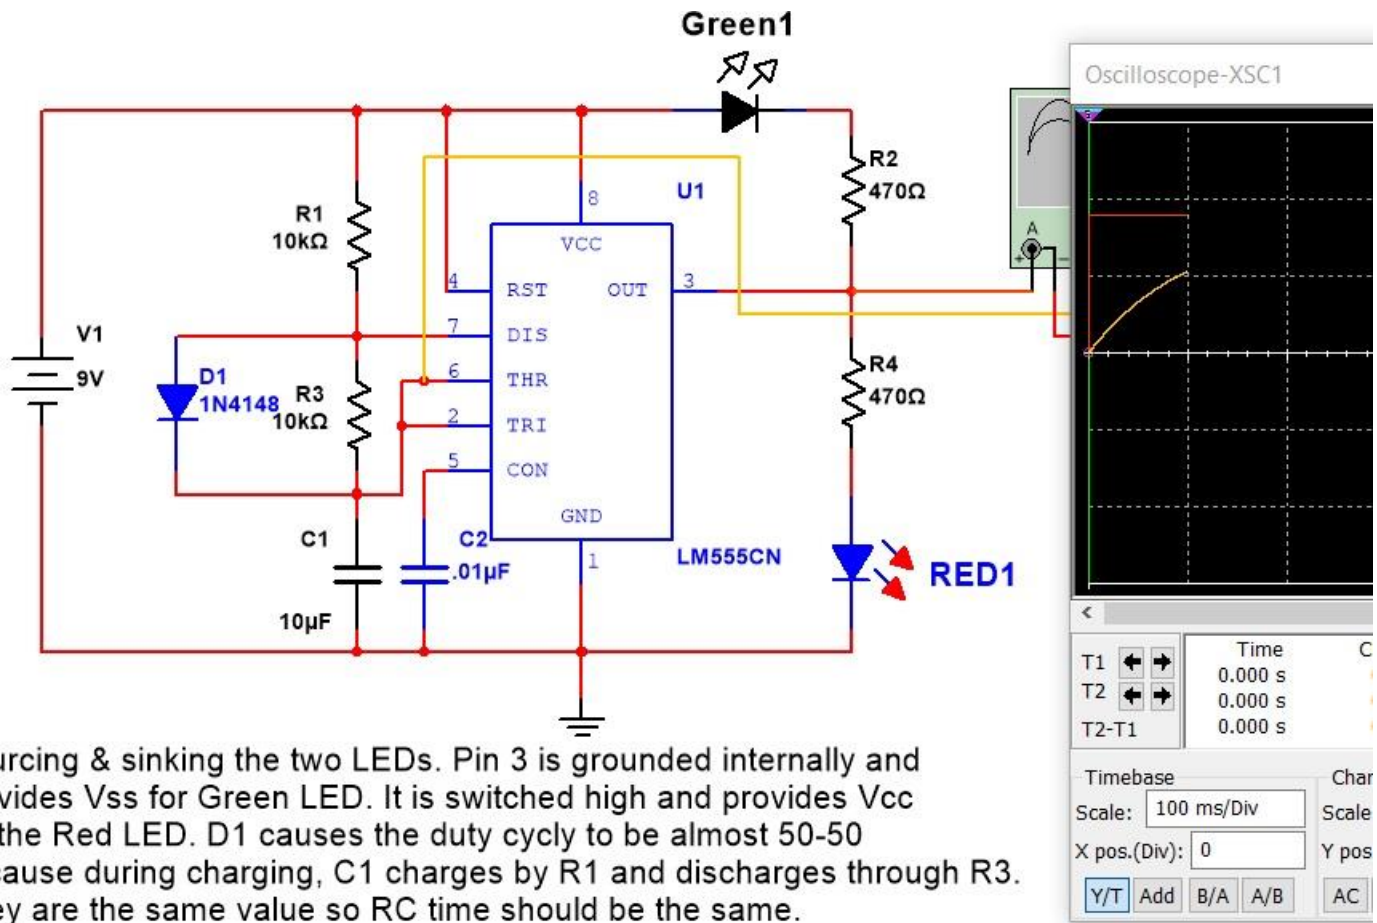 Green1
Oscilloscope-XSC1
R2
470Ω
U1
8
R1
10kΩ
VCC
A
+
−
4
RST
OUT
3
V1
9V
7
DIS
D1
1N4148
R3
10kΩ
6
THR
R4
470Ω
2
TRI
5
CON
GND
C1
C2
.01µF
1
LM555CN
RED1
10µF
T1
T2
T2-T1
Time
0.000 s
0.000 s
0.000 s
Timebase
Scale: 100 ms/Div
Scale
X pos.(Div): 0
Y pos
Y/T Add B/A A/B
AC
& sinking the two LEDs. Pin 3 is grounded internally and
Vss for Green LED. It is switched high and provides Vcc
the Red LED. D1 causes the duty cycly to be almost 50-50
during charging, C1 charges by R1 and discharges through R3.
are the same value so RC time should be the same.